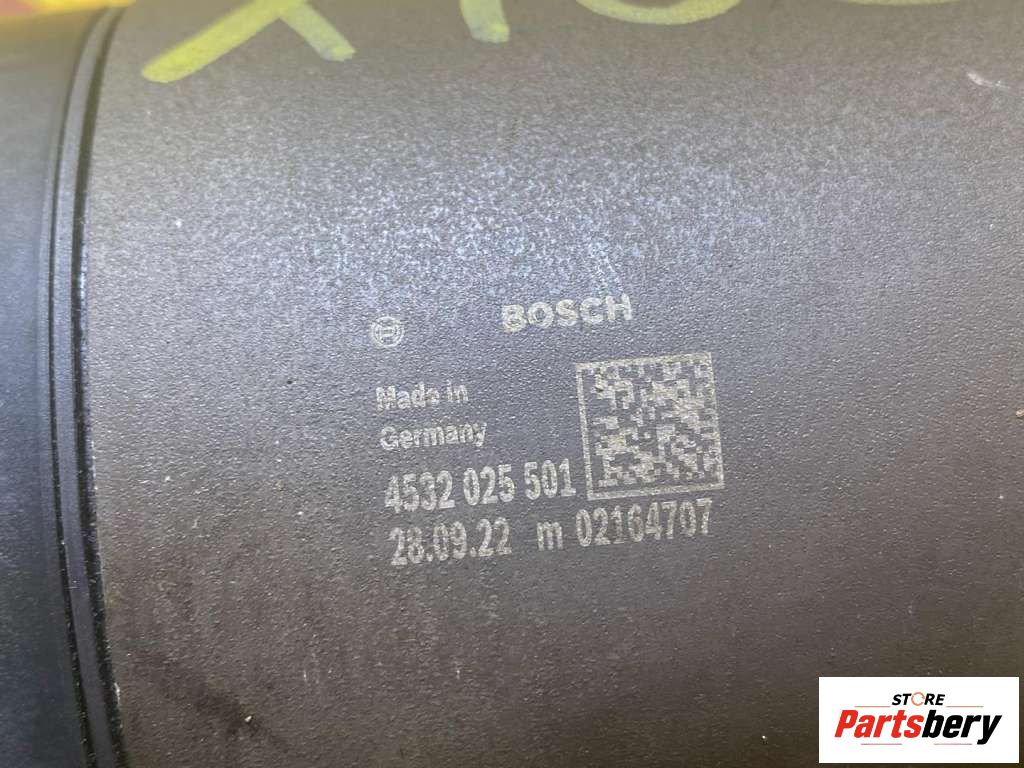 BOSCH
Made in
Germany
4532 025 501
28.09.22 m 02164707
STORE
Partsbery